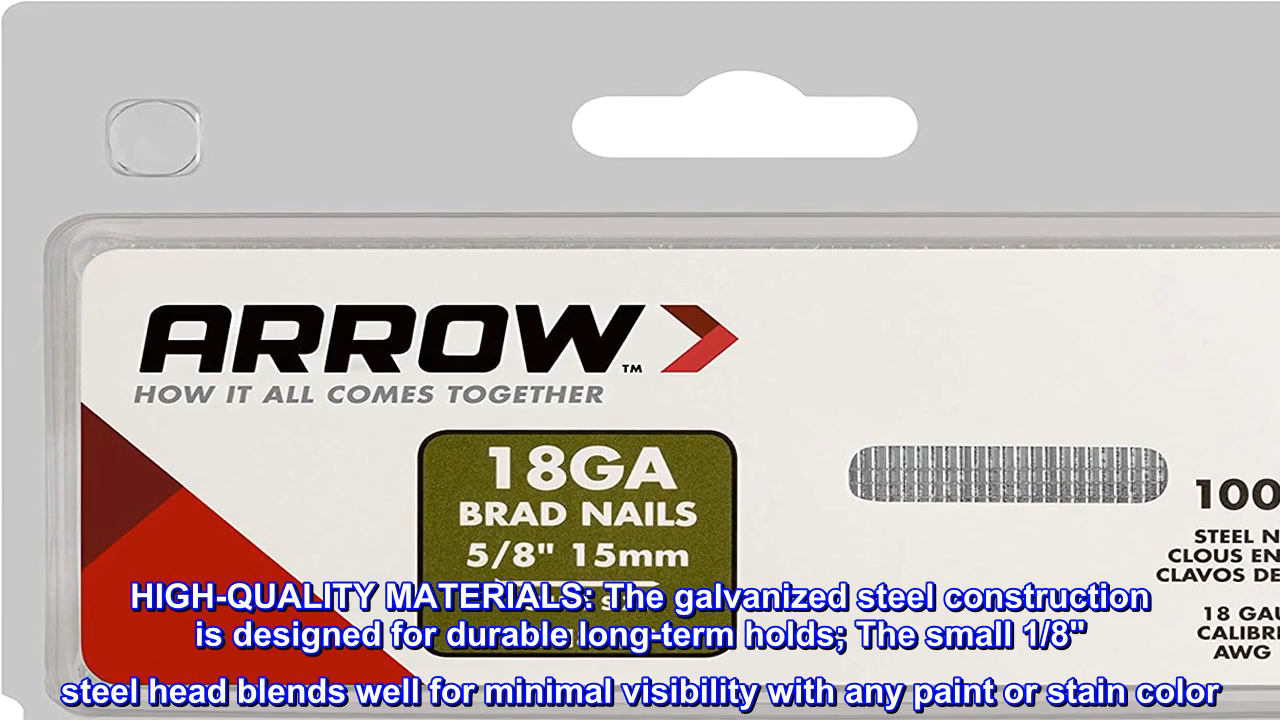 ARROW™
HOW IT ALL COMES TOGETHER
18GA
BRAD NAILS
5/8" 15mm
100
STEEL N
CLOUS EN
CLAVOS DE
18 GAU
CALIBRE
AWG
HIGH-QUALITY MATERIALS: The galvanized steel construction
is designed for durable long-term holds; The small 1/8"
steel head blends well for minimal visibility with any paint or stain color